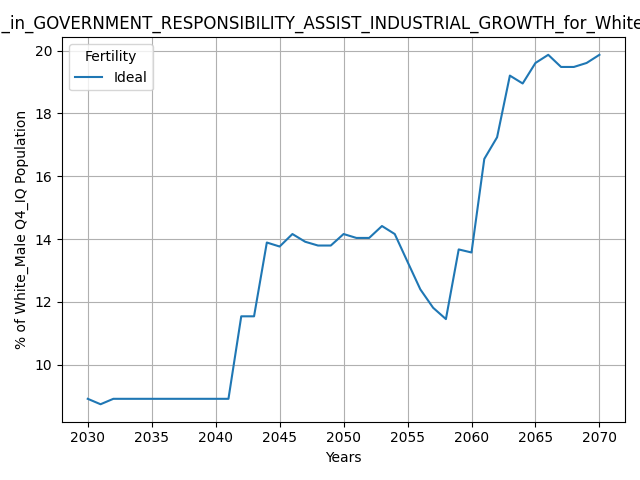 _in_GOVERNMENT_RESPONSIBILITY_ASSIST_INDUSTRIAL_GROWTH_for_White
Fertility
Ideal
% of White_Male Q4_IQ Population
20
18
16
14
12
10
2030 2035 2040 2045 2050 2055 2060 2065 2070
Years